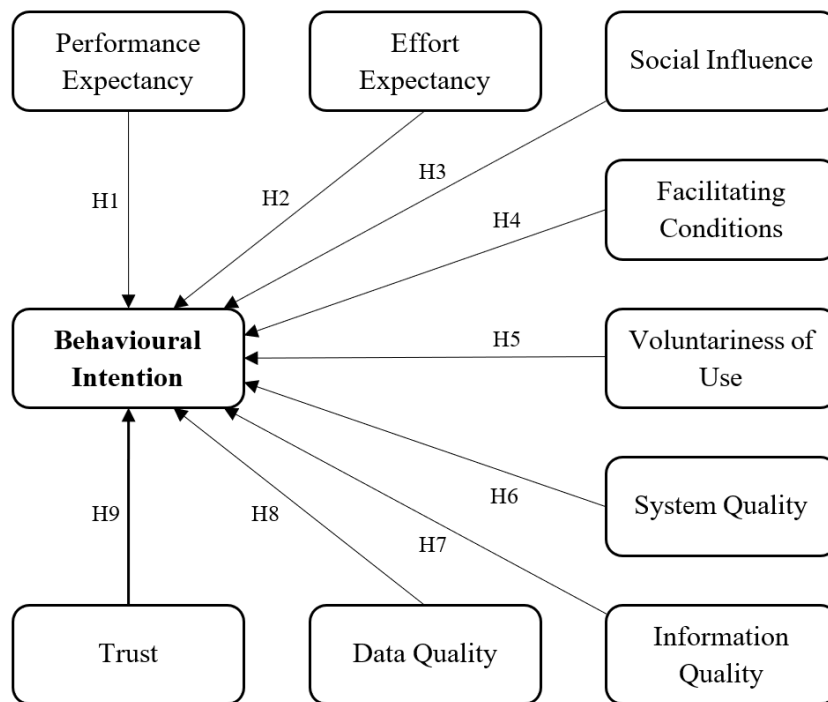 Performance
Expectancy
Effort
Expectancy
Social Influence
H1
H2
H3
Facilitating
Conditions
H4
Behavioural
Intention
H5
Voluntariness of
Use
H6
System Quality
H9
H8
H7
Trust
Data Quality
Information
Quality